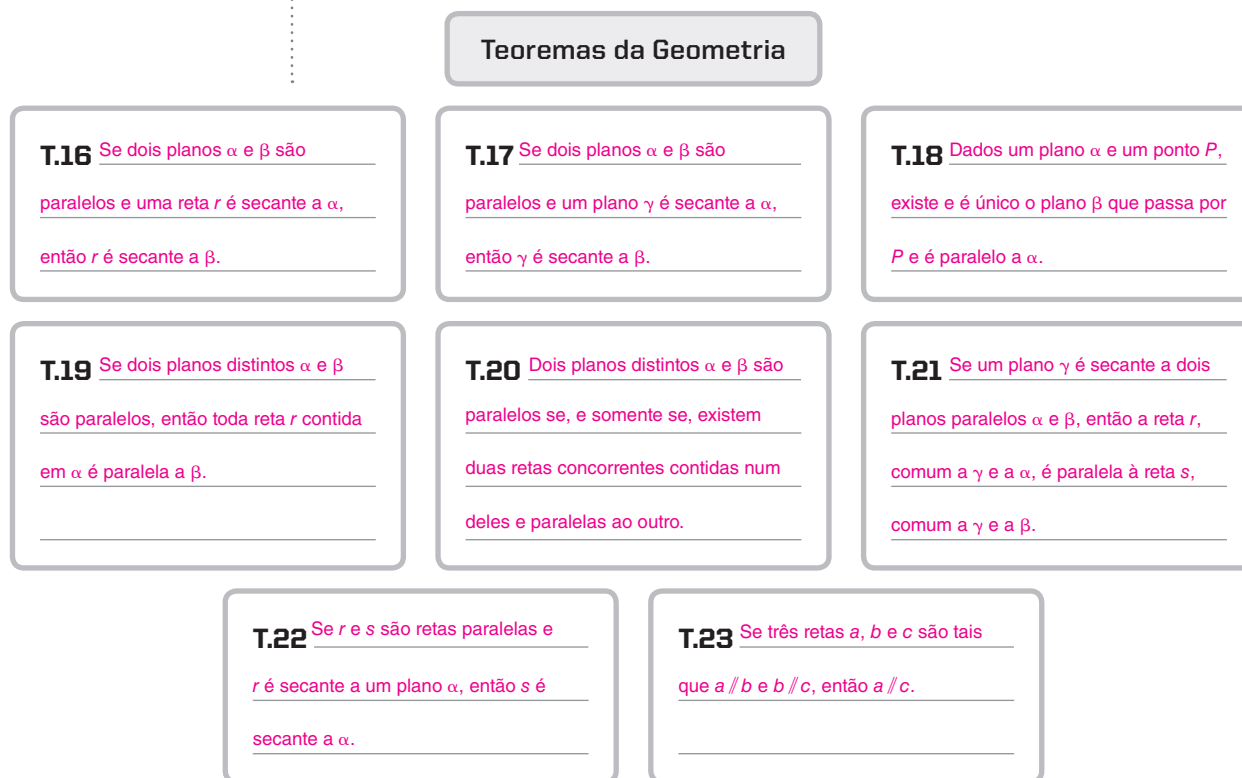 Teoremas da Geometria
T.16 Se dois planos α e β são
paralelos e uma reta r é secante a α,
então r é secante a β.
T.17 Se dois planos α e β são
paralelos e um plano γ é secante a α,
então γ é secante a β.
T.18 Dados um plano α e um ponto P,
existe e é único o plano β que passa por
P e é paralelo a α.
T.19 Se dois planos distintos α e β
são paralelos, então toda reta r contida
em α é paralela a β.
T.20 Dois planos distintos α e β são
paralelos se, e somente se, existem
duas retas concorrentes contidas num
deles e paralelas ao outro.
T.21 Se um plano γ é secante a dois
planos paralelos α e β, então a reta r,
comum a γ e a α, é paralela à reta s,
comum a γ e a β.
T.22 Se r e s são retas paralelas e
r é secante a um plano α, então s é
secante a α.
T.23 Se três retas a, b e c são tais
que a // b e b // c, então a // c.